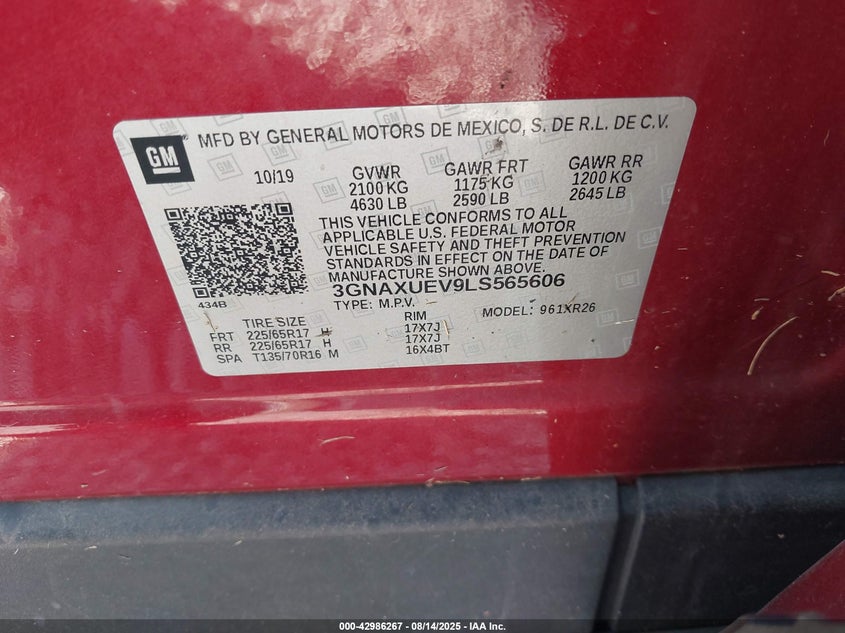 GM
MFD BY GENERAL MOTORS DE MEXICO, S. DE R.L. DE C.V.
10/19 GVWR GAWR FRT GAWR RR
2100 KG 1175 KG 1200 KG
4630 LB 2590 LB 2645 LB
THIS VEHICLE CONFORMS TO ALL
APPLICABLE U.S. FEDERAL MOTOR
VEHICLE SAFETY AND THEFT PREVENTION
STANDARDS IN EFFECT ON THE DATE OF
MANUFACTURE SHOWN ABOVE.
434B
3GNAXUEV9LS565606
TYPE: M.P.V. MODEL: 961XR26
TIRE SIZE RIM
FRT 225/65R17 H 17X7J
RR 225/65R17 H 17X7J
SPA T135/70R16 M 16X4BT
000-42986267 - 08/14/2025 - IAA Inc.